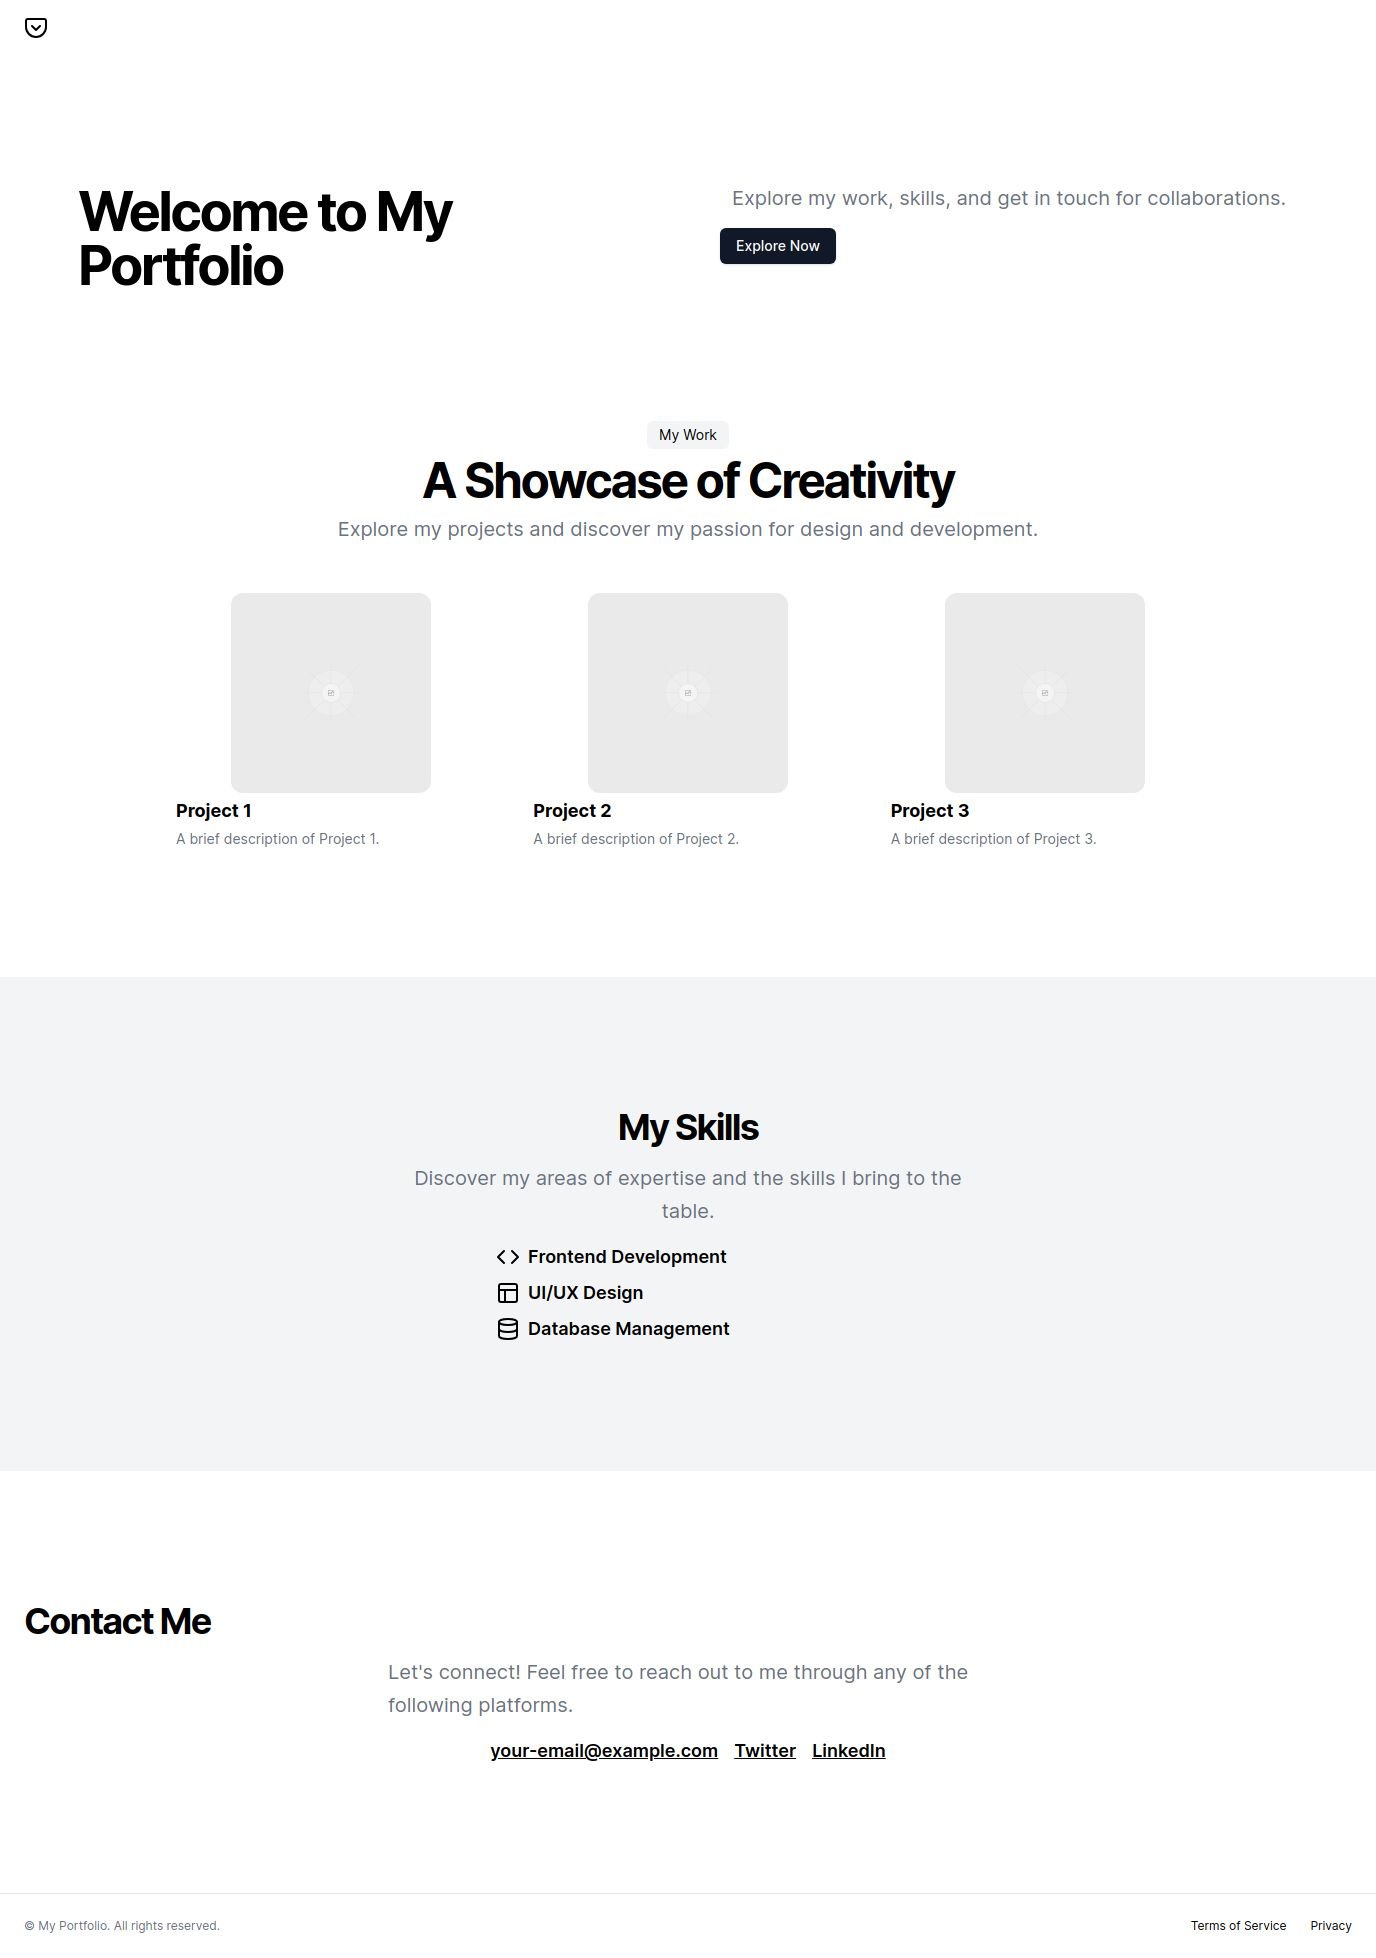 Welcome to My
Portfolio
Explore my work, skills, and get in touch for collaborations.
Explore Now
My Work
A Showcase of Creativity
Explore my projects and discover my passion for design and development.
Project 1
A brief description of Project 1.
Project 2
A brief description of Project 2.
Project 3
A brief description of Project 3.
My Skills
Discover my areas of expertise and the skills I bring to the
table.
Frontend Development
UI/UX Design
Database Management
Contact Me
Let's connect! Feel free to reach out to me through any of the
following platforms.
your-email@example.com Twitter LinkedIn
© My Portfolio. All rights reserved.
Terms of Service Privacy